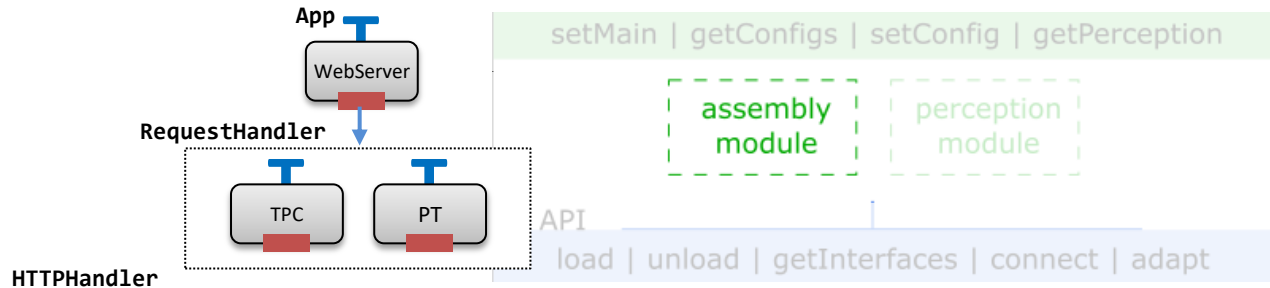 App
WebServer
RequestHandler
TPC
PT
HTTPHandler
setMain | getConfigs | setConfig | getPerception
assembly
module
perception
module
API
load | unload | getInterfaces | connect | adapt